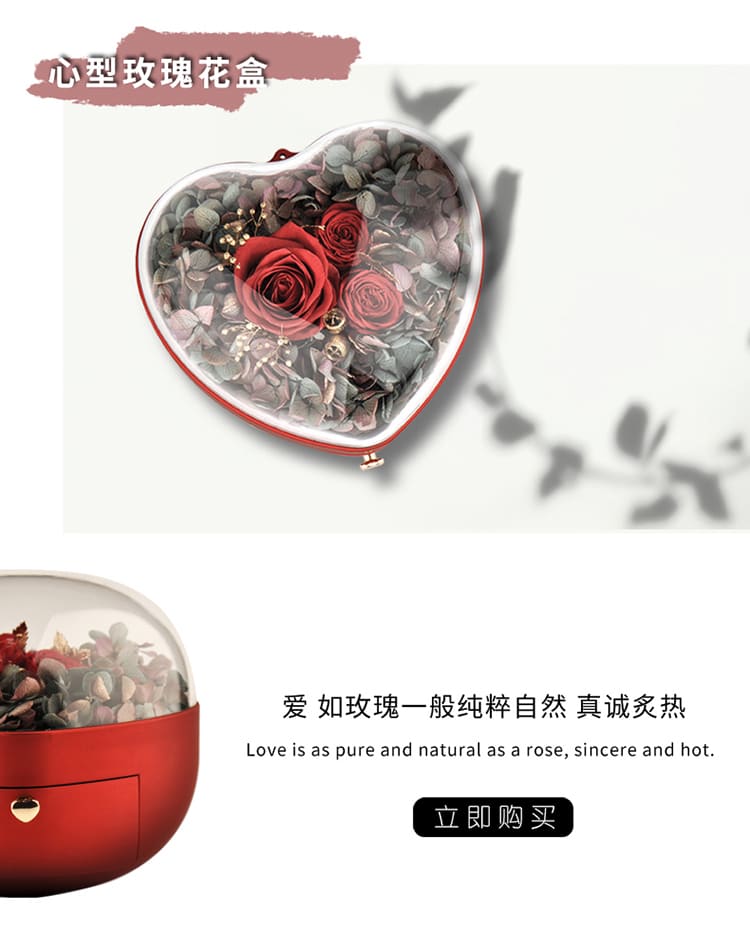 心型玫瑰花盒
爱 如玫瑰一般纯粹自然 真诚炙热
Love is as pure and natural as a rose, sincere and hot.
立即购买